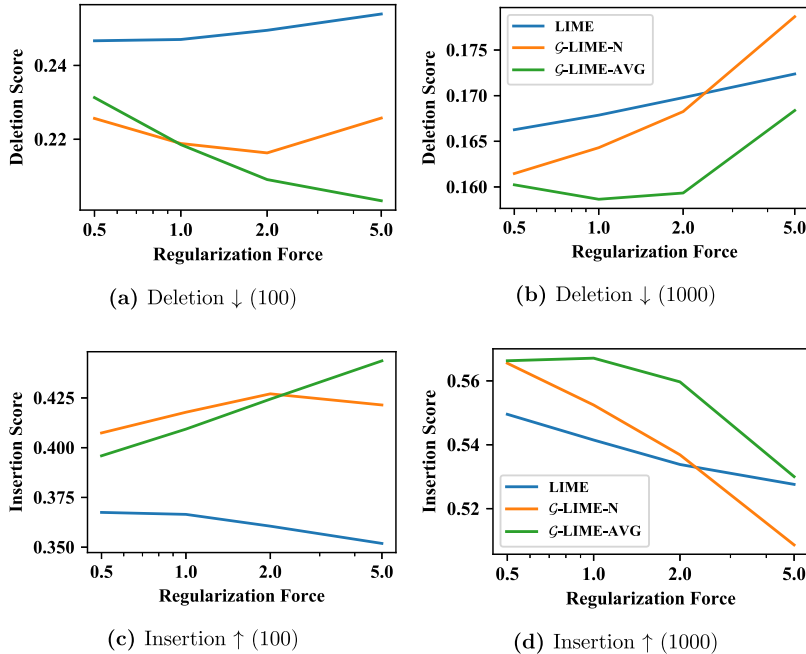 Deletion Score
0.24
0.22
0.5 1.0 2.0 5.0
Regularization Force
(a) Deletion ↓ (100)
Deletion Score
0.175
0.170
0.165
0.160
LIME
𝒢-LIME-N
𝒢-LIME-AVG
0.5 1.0 2.0 5.0
Regularization Force
(b) Deletion ↓ (1000)
Insertion Score
0.425
0.400
0.375
0.350
0.5 1.0 2.0 5.0
Regularization Force
(c) Insertion ↑ (100)
Insertion Score
0.56
0.54
0.52
LIME
𝒢-LIME-N
𝒢-LIME-AVG
0.5 1.0 2.0 5.0
Regularization Force
(d) Insertion ↑ (1000)